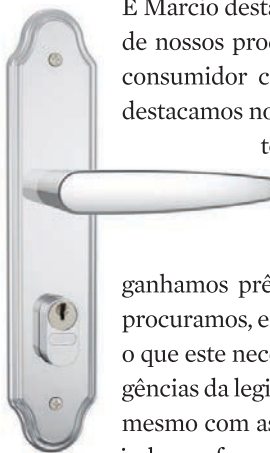 E Marcio desta
de nossos prod
consumidor c
destacamos no
te
ganhamos prê
procuramos, e
o que este nece
gências da legi
mesmo com as